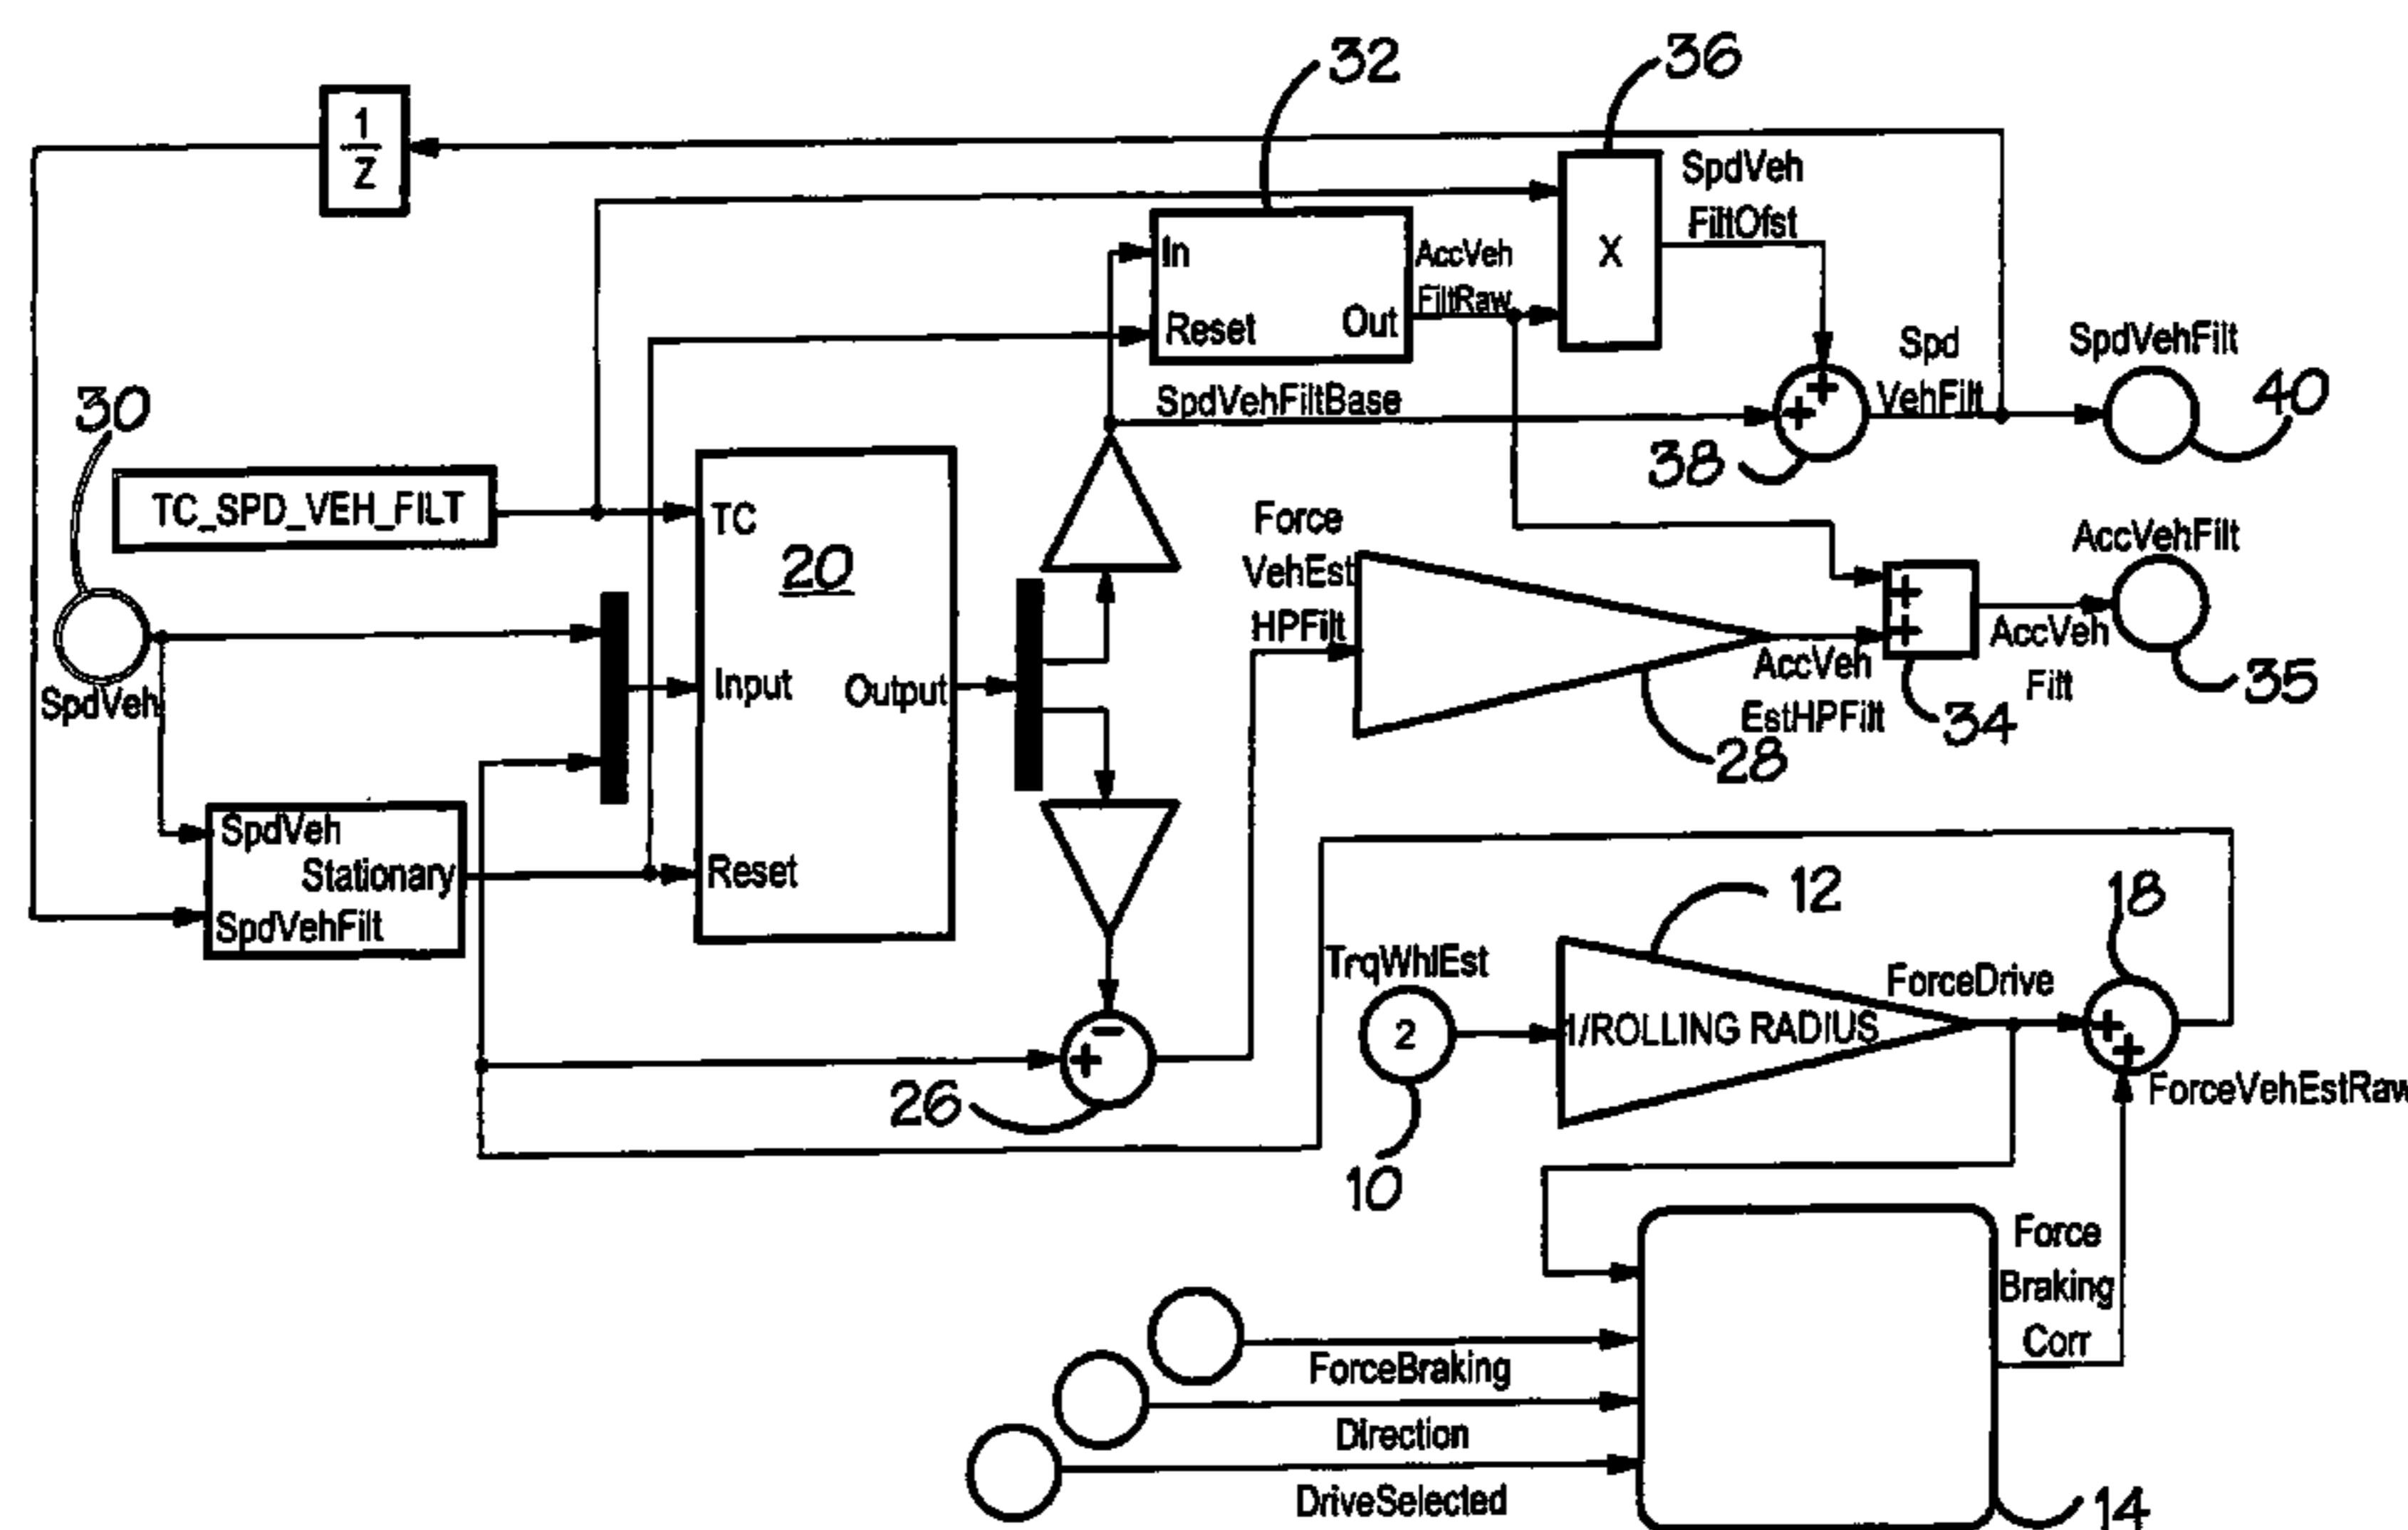 32
36
1
Z
SpdVeh
FiltOfst
In
AccVeh
FiltRaw
X
Reset
Out
Spd
VehFilt
SpdVehFilt
30
SpdVehFiltBase
+
+
40
38
TC_SPD_VEH_FILT
TC
20
Force
VehEst
HPFilt
AccVehFilt
+
+
AccVeh
Filt
AccVeh
EstHPFilt
34
35
28
SpdVeh
Input
Output
SpdVeh
Stationary
SpdVehFilt
Reset
12
18
TrqWhlEst
ForceDrive
2
1/ROLLING RADIUS
+
+
ForceVehEstRaw
−
+
26
10
Force
Braking
Corr
ForceBraking
Direction
DriveSelected
14